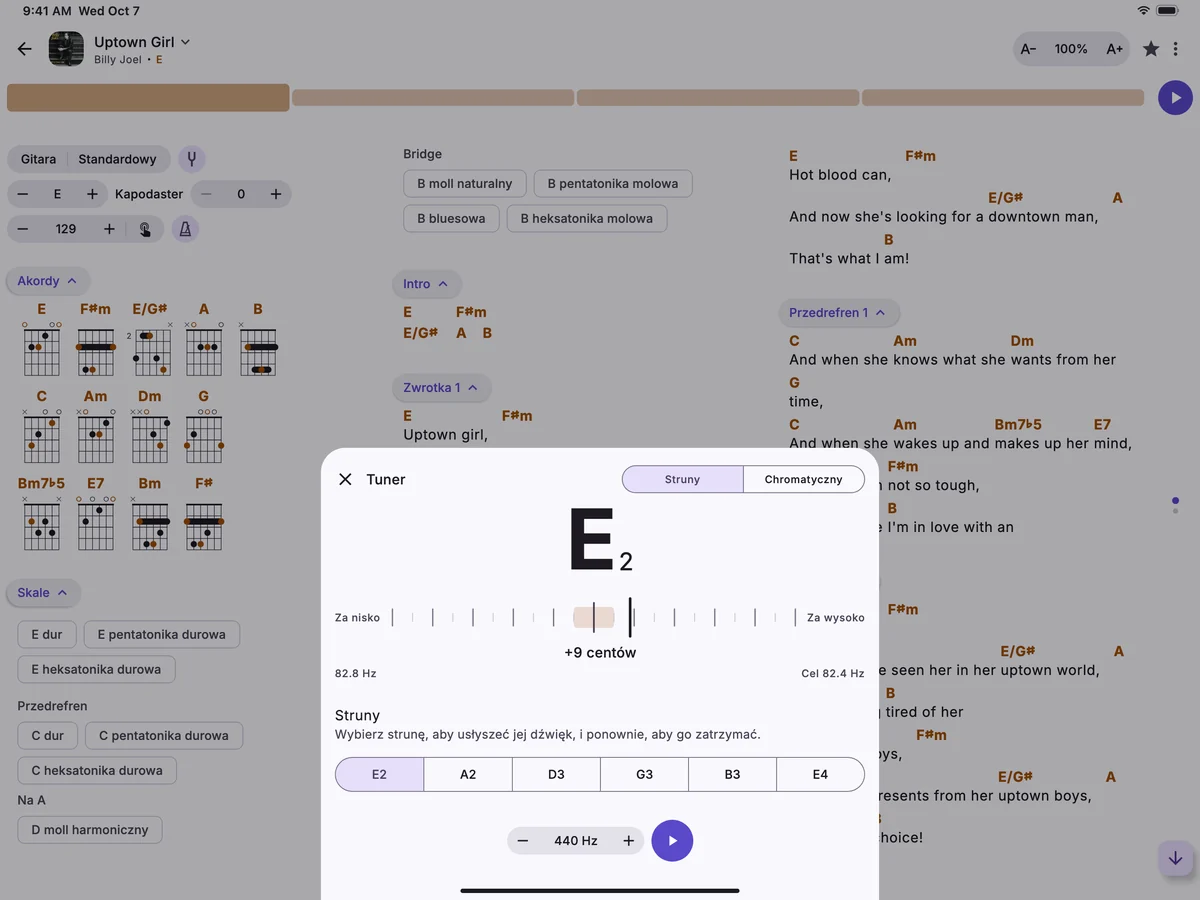 9:41 AM Wed Oct 7
Uptown Girl
Billy Joel • E
A− 100% A+
Gitara Standardowy
− E + Kapodaster − 0 +
− 129 +
Akordy
E F#m E/G# A B
2
C Am Dm G
Bm7♭5 E7 Bm F#
Skale
E dur E pentatonika durowa
E heksatonika durowa
Przedrefren
C dur C pentatonika durowa
C heksatonika durowa
Na A
D moll harmoniczny
Bridge
B moll naturalny B pentatonika molowa
B bluesowa B heksatonika molowa
Intro
E F#m
E/G# A B
Zwrotka 1
E F#m
Uptown girl,
E F#m
Hot blood can,
E/G# A
And now she's looking for a downtown man,
B
That's what I am!
Przedrefren 1
C Am Dm
And when she knows what she wants from her
G
time,
C Am Bm7♭5 E7
And when she wakes up and makes up her mind,
F#m
not so tough,
B
I'm in love with an
F#m
E/G# A
seen her in her uptown world,
B
tired of her
F#m
E/G# A
resents from her uptown boys,
hoice!
Tuner
Struny Chromatyczny
E2
Za nisko Za wysoko
+9 centów
82.8 Hz Cel 82.4 Hz
Struny
Wybierz strunę, aby usłyszeć jej dźwięk, i ponownie, aby go zatrzymać.
E2 A2 D3 G3 B3 E4
− 440 Hz +